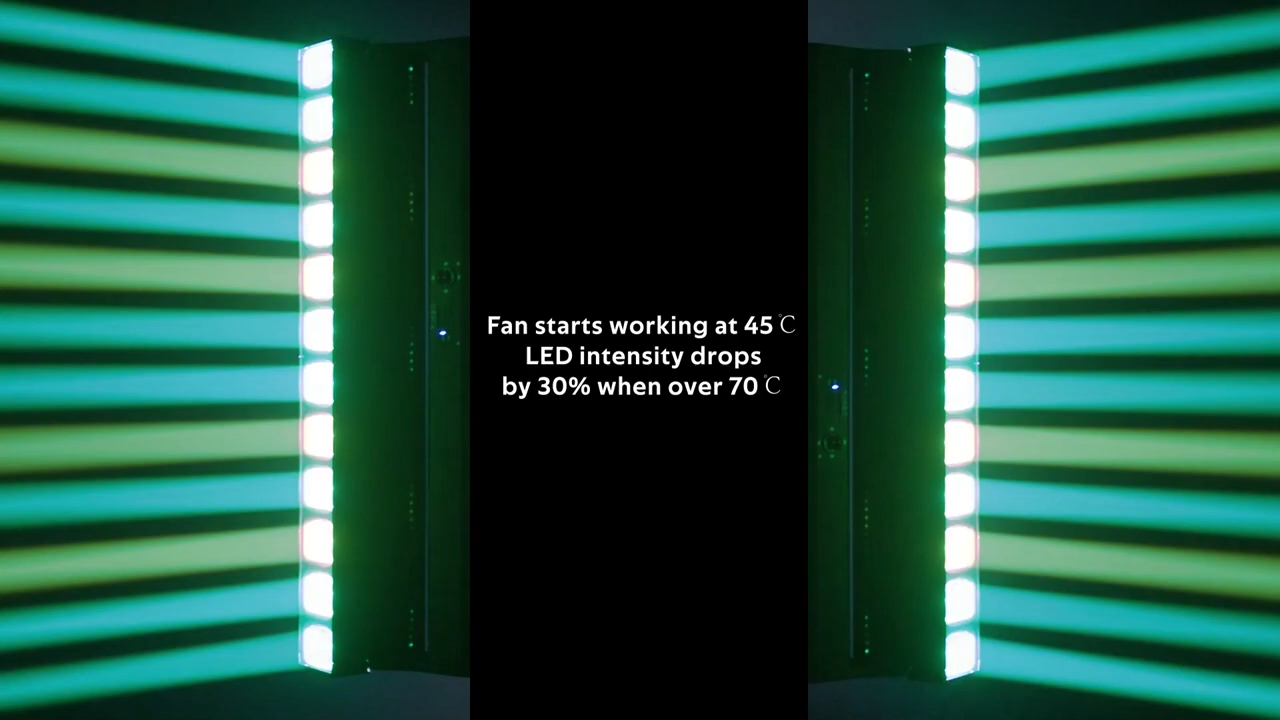 Fan starts working at 45℃
LED intensity drops
by 30% when over 70℃